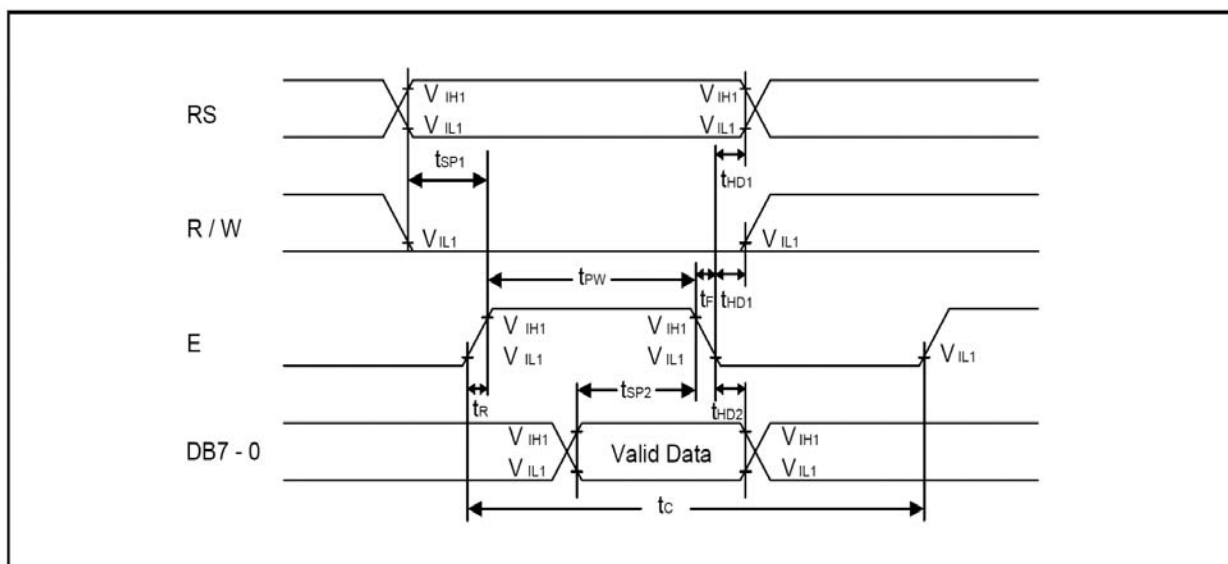 RS
V IH1
V IH1
V IL1
V IL1
tSP1
tHD1
R / W
VIL1
V IL1
tPW
tF
tHD1
E
V IH1
V IH1
V IL1
V IL1
V IL1
tR
tSP2
tHD2
DB7 - 0
V IH1
Valid Data
V IH1
V IL1
V IL1
tC